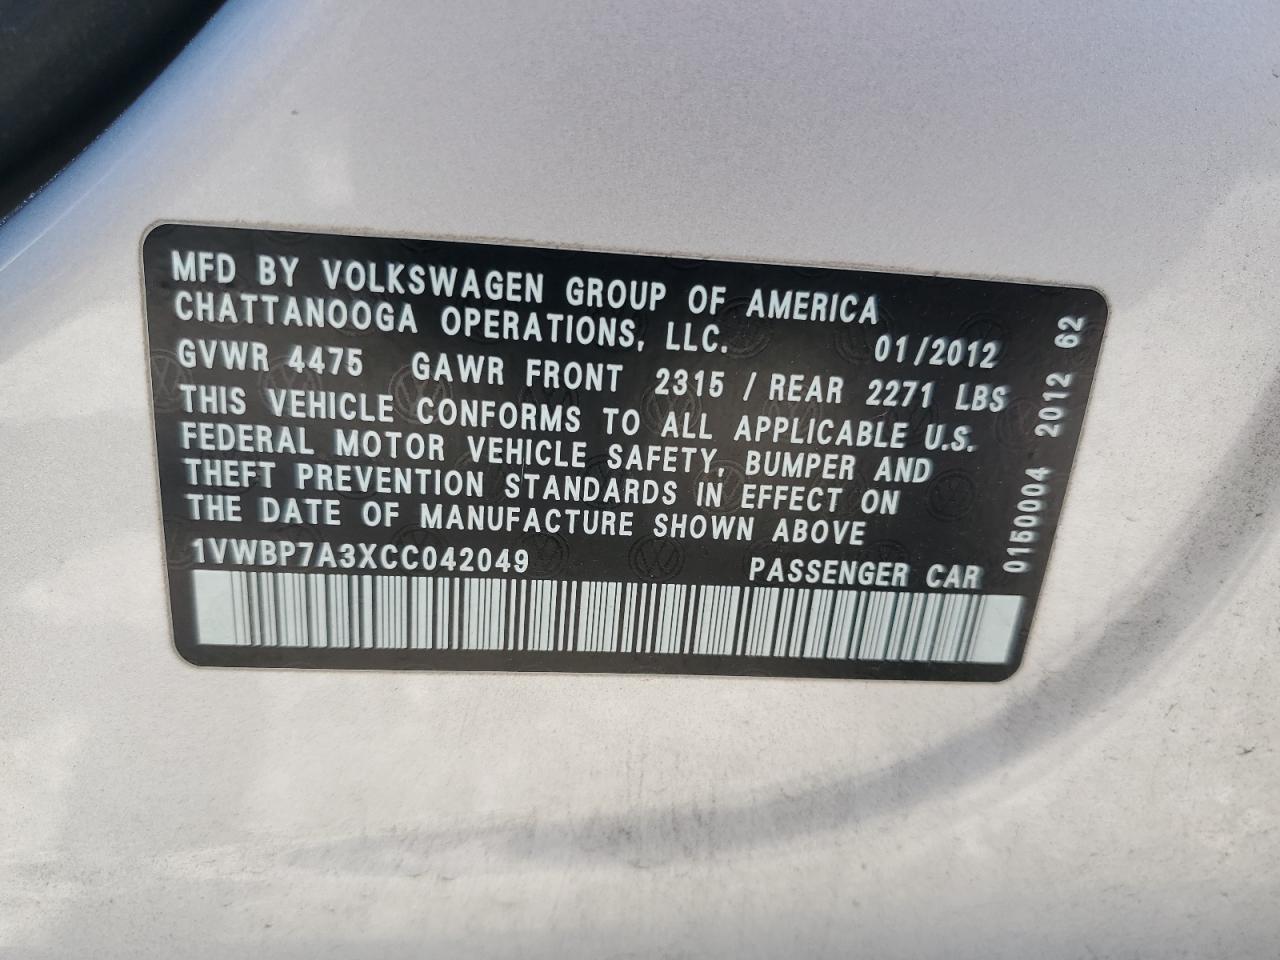 MFD BY VOLKSWAGEN GROUP OF AMERICA
CHATTANOOGA OPERATIONS, LLC.
01/2012
GVWR 4475 GAWR FRONT 2315 / REAR 2271 LBS
THIS VEHICLE CONFORMS TO ALL APPLICABLE U.S.
FEDERAL MOTOR VEHICLE SAFETY, BUMPER AND
THEFT PREVENTION STANDARDS IN EFFECT ON
THE DATE OF MANUFACTURE SHOWN ABOVE
1VWBP7A3XCC042049 PASSENGER CAR
0150004 2012 62